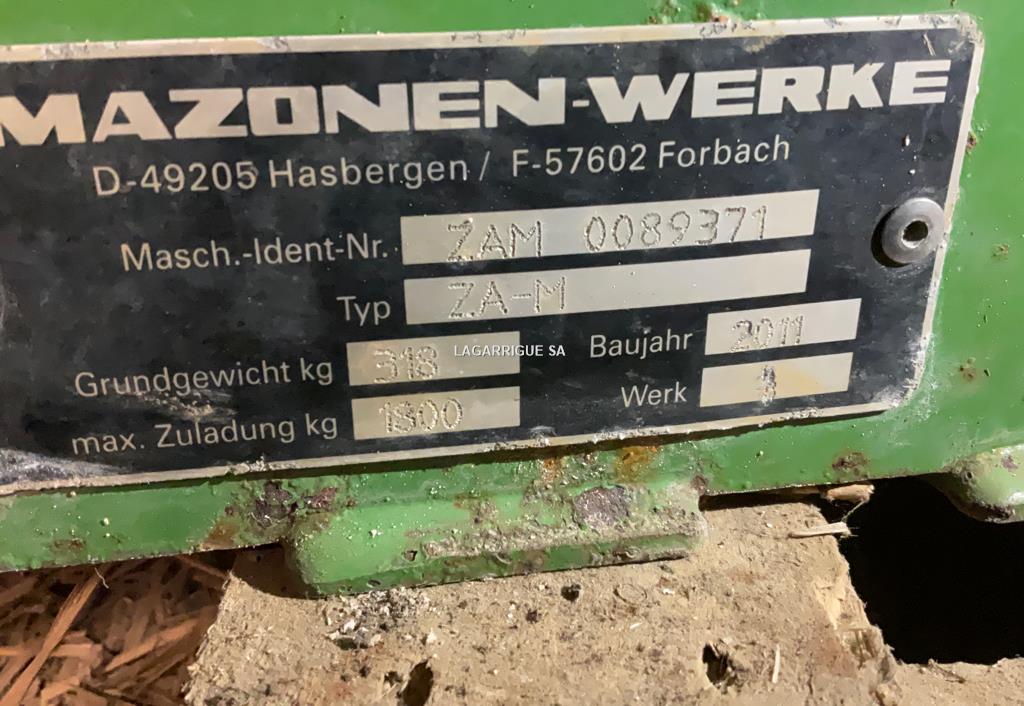 MAZONEN-WERKE
D-49205 Hasbergen / F-57602 Forbach
Masch.-Ident-Nr. ZAM 0089371
Typ ZA-M
Grundgewicht kg 318 Baujahr 2011
max. Zuladung kg 1800 Werk 1
LAGARRIGUE SA